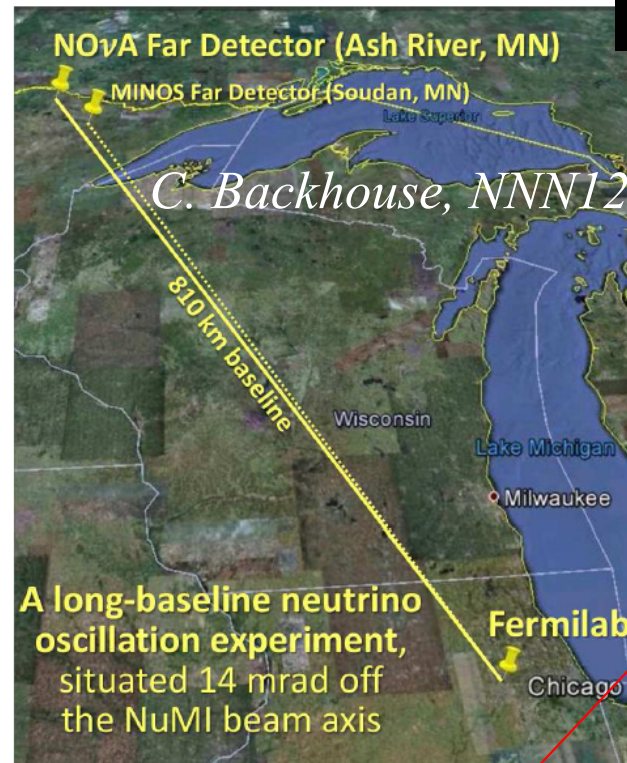 NOνA Far Detector (Ash River, MN)
MINOS Far Detector (Soudan, MN)
Lake Superior
C. Backhouse, NNN12
810 km baseline
Wisconsin
Lake Michigan
Milwaukee
A long-baseline neutrino
oscillation experiment,
situated 14 mrad off
the NuMI beam axis
Fermilab
Chicago